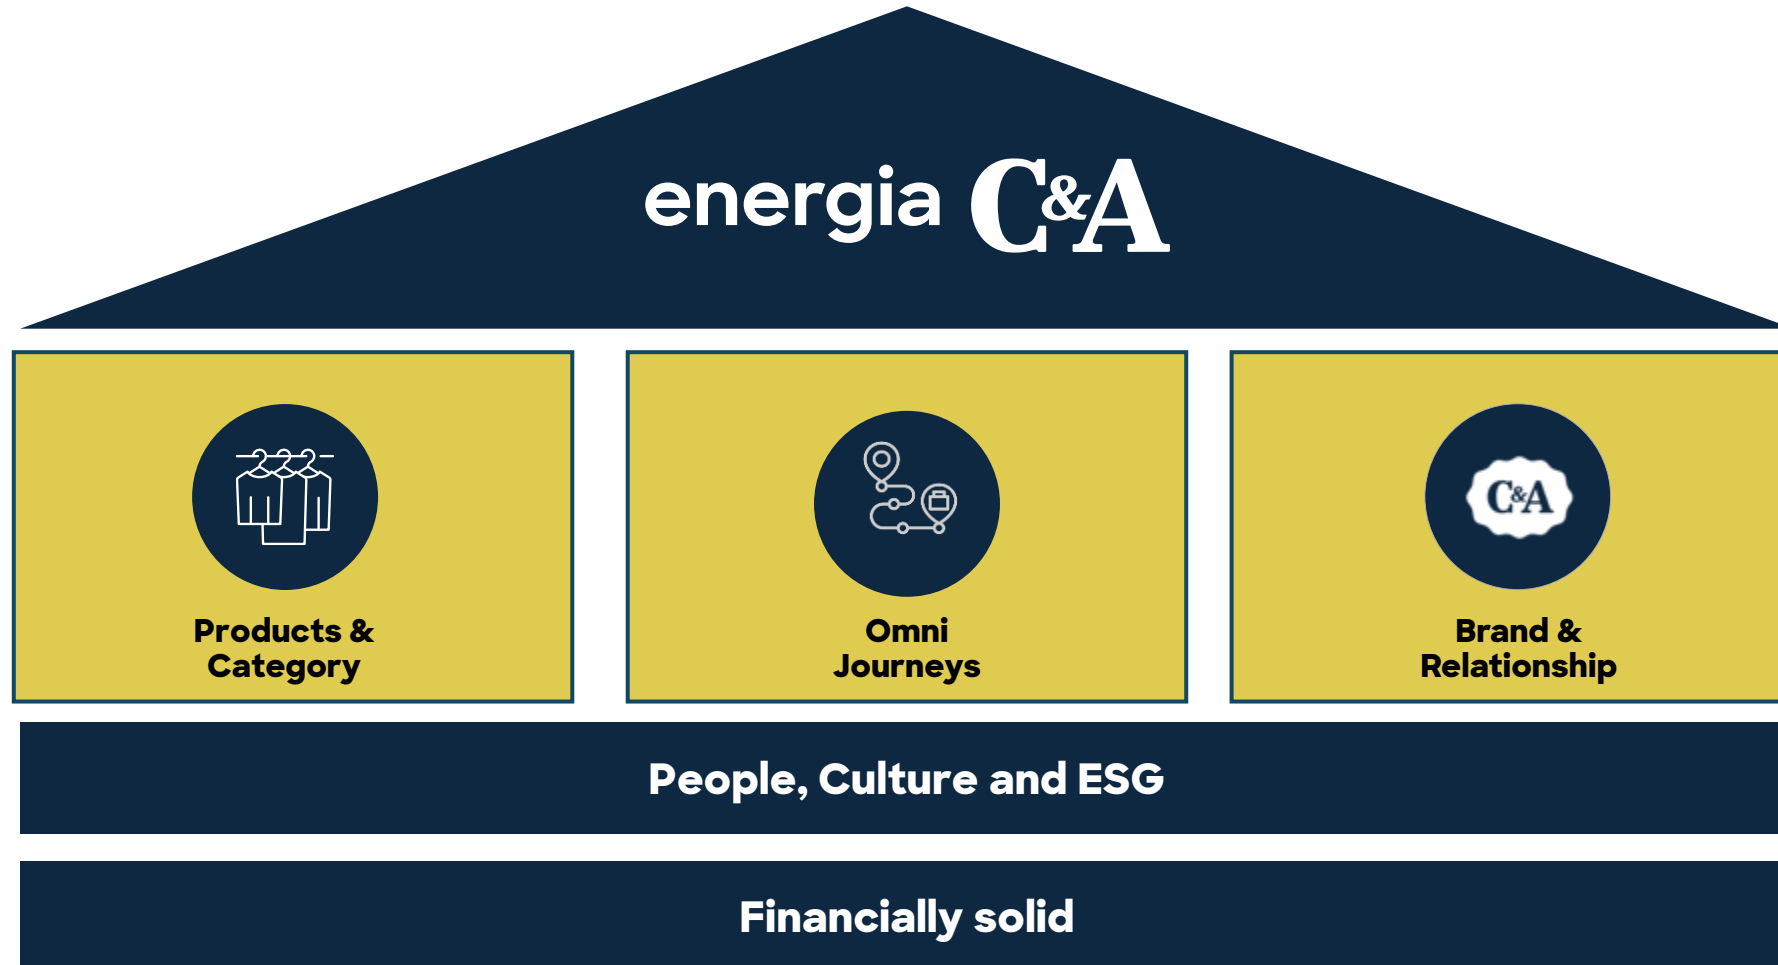 energia C&A
C&A
Products &
Category
Omni
Journeys
Brand &
Relationship
People, Culture and ESG
Financially solid